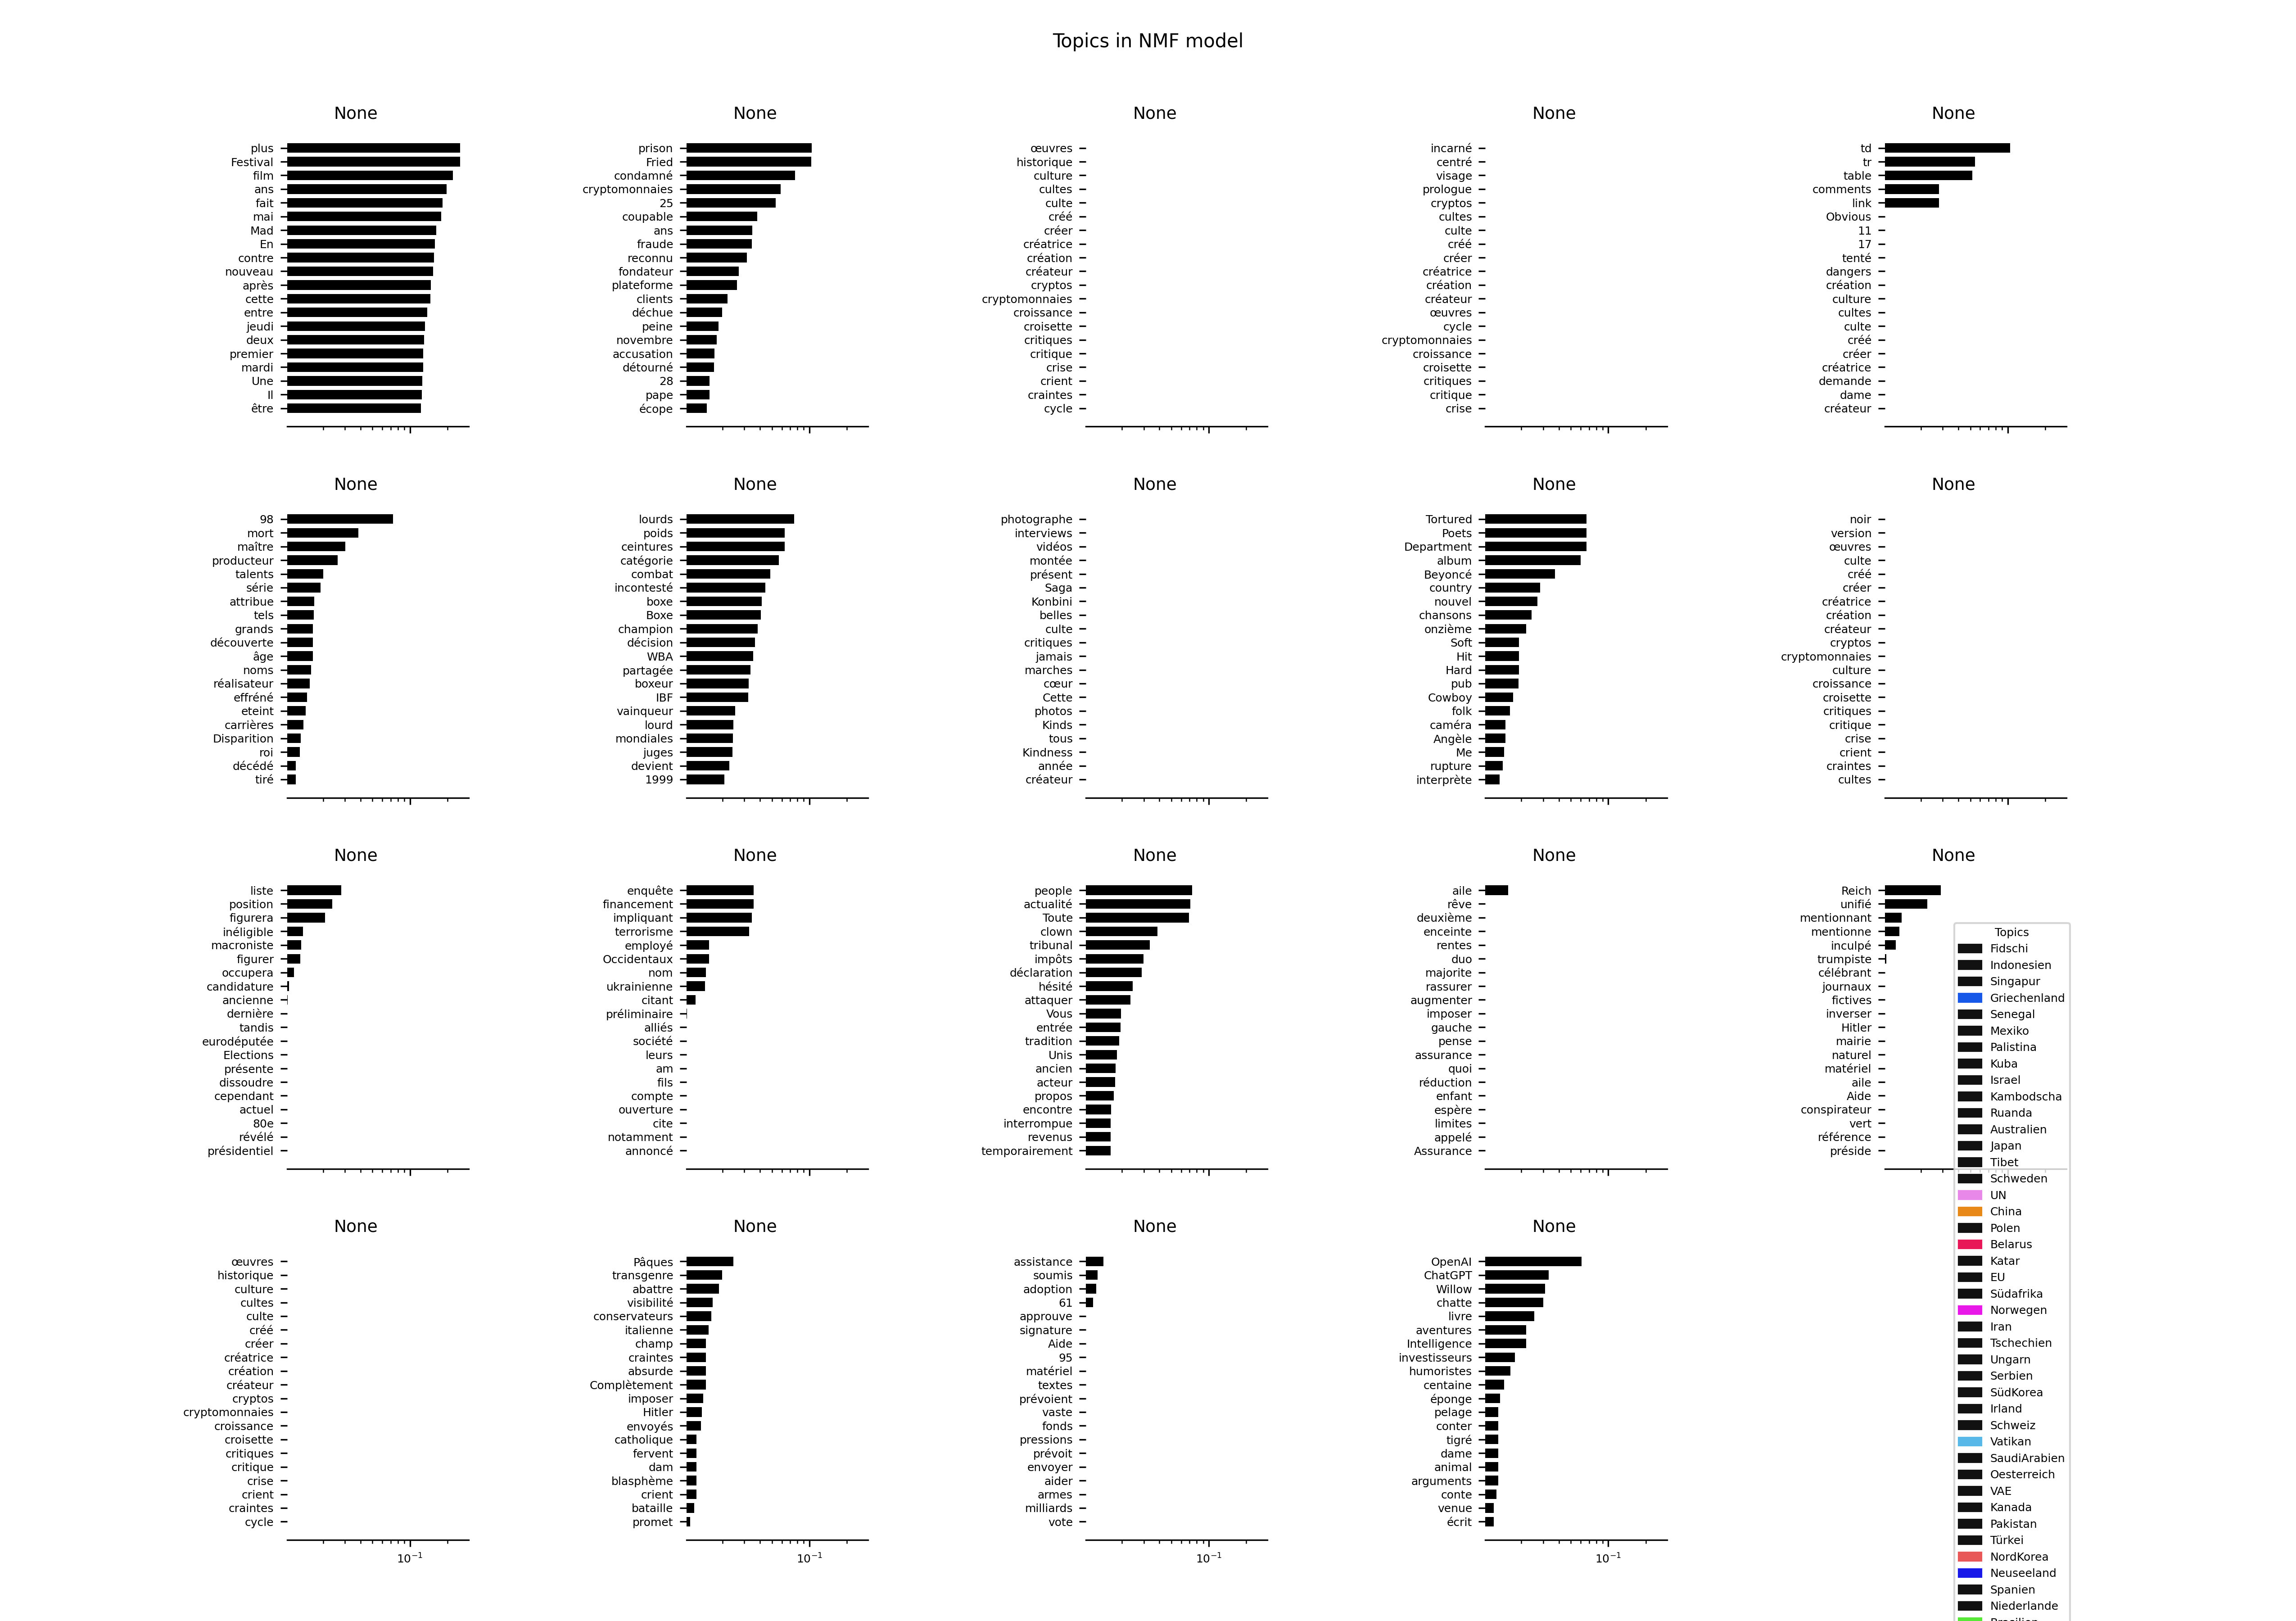 Topics in NMF model
None
plus
Festival
film
ans
fait
mai
Mad
En
contre
nouveau
après
cette
entre
jeudi
deux
premier
mardi
Une
Il
être
None
prison
Fried
condamné
cryptomonnaies
25
coupable
ans
fraude
reconnu
fondateur
plateforme
clients
déchue
peine
novembre
accusation
détourné
28
pape
écope
None
œuvres
historique
culture
cultes
culte
créé
créer
créatrice
création
créateur
cryptos
cryptomonnaies
croissance
croisette
critiques
critique
crise
crient
craintes
cycle
None
incarné
centré
visage
prologue
cryptos
cultes
culte
créé
créer
créatrice
création
créateur
œuvres
cycle
cryptomonnaies
croissance
croisette
critiques
critique
crise
None
td
tr
table
comments
link
Obvious
11
17
tenté
dangers
création
culture
cultes
culte
créé
créer
créatrice
demande
dame
créateur
None
98
mort
maître
producteur
talents
série
attribue
tels
grands
découverte
âge
noms
réalisateur
effréné
eteint
carrières
Disparition
roi
décédé
tiré
None
lourds
poids
ceintures
catégorie
combat
incontesté
boxe
Boxe
champion
décision
WBA
partagée
boxeur
IBF
vainqueur
lourd
mondiales
juges
devient
1999
None
photographe
interviews
vidéos
montée
présent
Saga
Konbini
belles
culte
critiques
jamais
marches
cœur
Cette
photos
Kinds
tous
Kindness
année
créateur
None
Tortured
Poets
Department
album
Beyoncé
country
nouvel
chansons
onzième
Soft
Hit
Hard
pub
Cowboy
folk
caméra
Angèle
Me
rupture
interprète
None
noir
version
œuvres
culte
créé
créer
créatrice
création
créateur
cryptos
cryptomonnaies
culture
croissance
croisette
critiques
critique
crise
crient
craintes
cultes
None
liste
position
figurera
inéligible
macroniste
figurer
occupera
candidature
ancienne
dernière
tandis
eurodéputée
Elections
présente
dissoudre
cependant
actuel
80e
révélé
présidentiel
None
enquête
financement
impliquant
terrorisme
employé
Occidentaux
nom
ukrainienne
citant
préliminaire
alliés
société
leurs
am
fils
compte
ouverture
cite
notamment
annoncé
None
people
actualité
Toute
clown
tribunal
impôts
déclaration
hésité
attaquer
Vous
entrée
tradition
Unis
ancien
acteur
propos
encontre
interrompue
revenus
temporairement
None
aile
rêve
deuxième
enceinte
rentes
duo
majorite
rassurer
augmenter
imposer
gauche
pense
assurance
quoi
réduction
enfant
espère
limites
appelé
Assurance
None
Reich
unifié
mentionnant
mentionne
inculpé
trumpiste
célébrant
journaux
fictives
inverser
Hitler
mairie
naturel
matériel
aile
Aide
conspirateur
vert
référence
préside
None
œuvres
historique
culture
cultes
culte
créé
créer
créatrice
création
créateur
cryptos
cryptomonnaies
croissance
croisette
critiques
critique
crise
crient
craintes
cycle
10⁻¹
None
Pâques
transgenre
abattre
visibilité
conservateurs
italienne
champ
craintes
absurde
Complètement
imposer
Hitler
envoyés
catholique
fervent
dam
blasphème
crient
bataille
promet
10⁻¹
None
assistance
soumis
adoption
61
approuve
signature
Aide
95
matériel
textes
prévoient
vaste
fonds
pressions
prévoit
envoyer
aider
armes
milliards
vote
10⁻¹
None
OpenAI
ChatGPT
Willow
chatte
livre
aventures
Intelligence
investisseurs
humoristes
centaine
éponge
pelage
conter
tigré
dame
animal
arguments
conte
venue
écrit
10⁻¹
Topics
Fidschi
Indonesien
Singapur
Griechenland
Senegal
Mexiko
Palistina
Kuba
Israel
Kambodscha
Ruanda
Australien
Japan
Tibet
Schweden
UN
China
Polen
Belarus
Katar
EU
Südafrika
Norwegen
Iran
Tschechien
Ungarn
Serbien
SüdKorea
Irland
Schweiz
Vatikan
SaudiArabien
Oesterreich
VAE
Kanada
Pakistan
Türkei
NordKorea
Neuseeland
Spanien
Niederlande